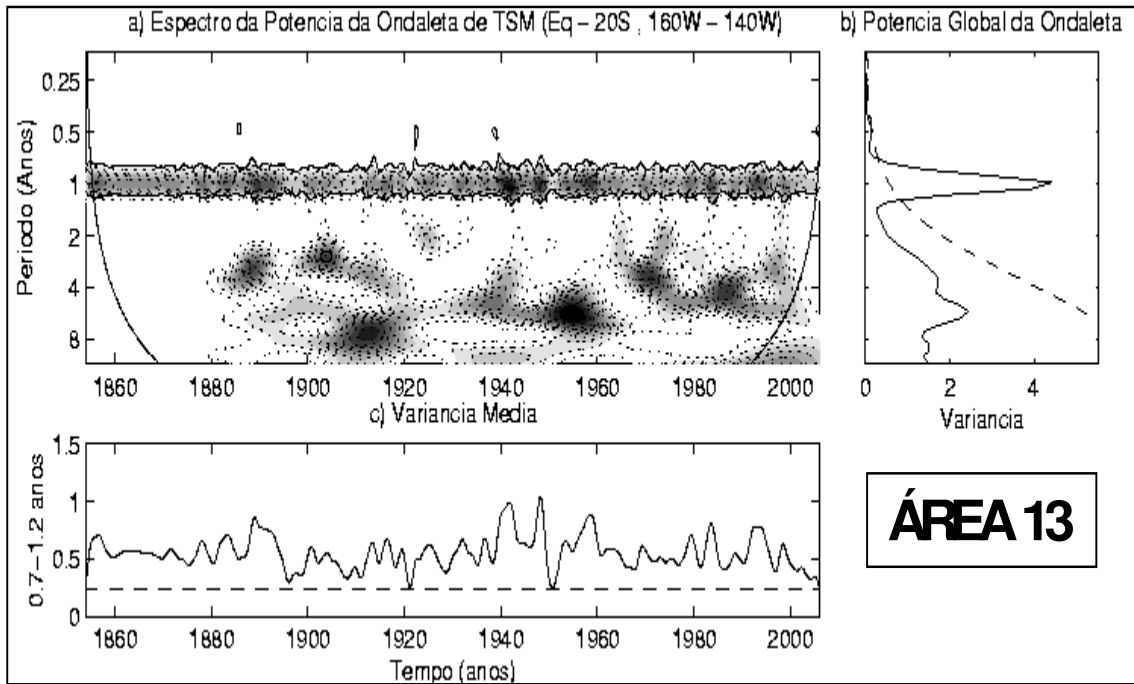 a) Espectro da Potencia da Ondaleta de TSM (Eq – 20S , 160W – 140W)
b) Potencia Global da Ondaleta
Periodo (Anos)
0.25
0.5
1
2
4
8
1860 1880 1900 1920 1940 1960 1980 2000
0 2 4
Variancia
c) Variancia Media
0.7–1.2 anos
1.5
1
0.5
0
1860 1880 1900 1920 1940 1960 1980 2000
Tempo (anos)
ÁREA 13